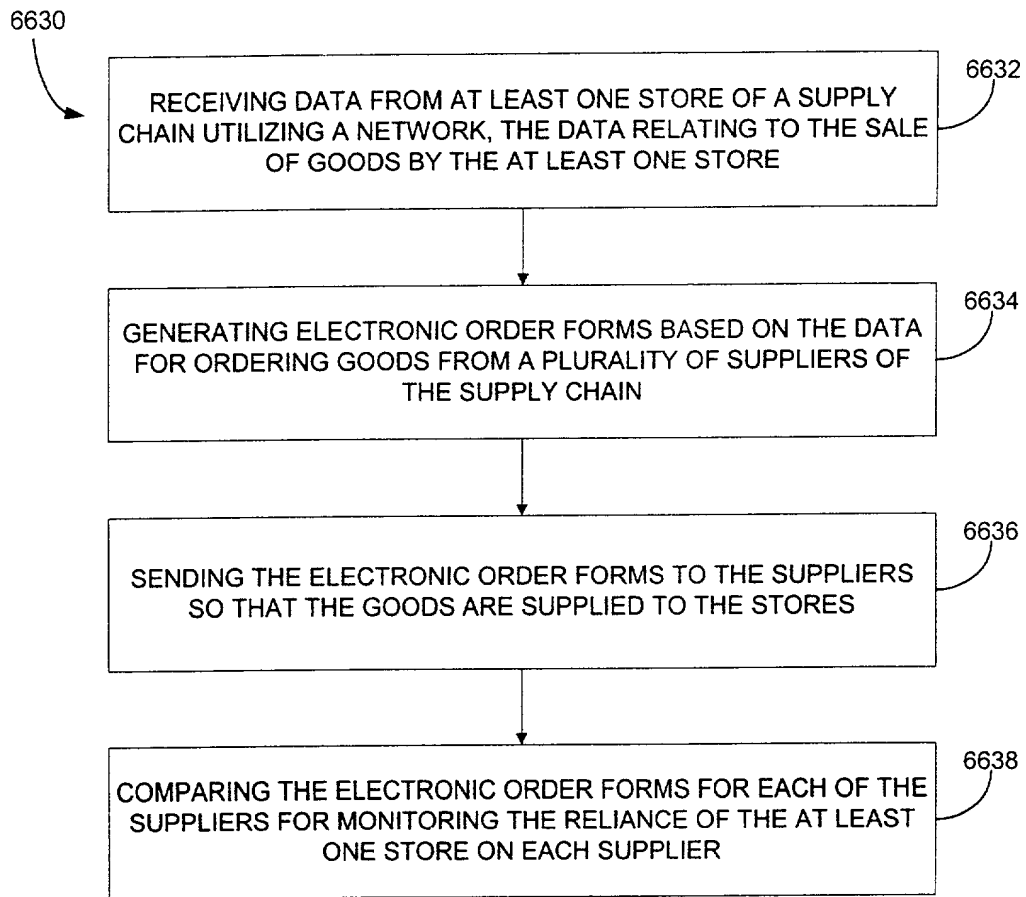 6630
6632
RECEIVING DATA FROM AT LEAST ONE STORE OF A SUPPLY
CHAIN UTILIZING A NETWORK, THE DATA RELATING TO THE SALE
OF GOODS BY THE AT LEAST ONE STORE
6634
GENERATING ELECTRONIC ORDER FORMS BASED ON THE DATA
FOR ORDERING GOODS FROM A PLURALITY OF SUPPLIERS OF
THE SUPPLY CHAIN
6636
SENDING THE ELECTRONIC ORDER FORMS TO THE SUPPLIERS
SO THAT THE GOODS ARE SUPPLIED TO THE STORES
6638
COMPARING THE ELECTRONIC ORDER FORMS FOR EACH OF THE
SUPPLIERS FOR MONITORING THE RELIANCE OF THE AT LEAST
ONE STORE ON EACH SUPPLIER